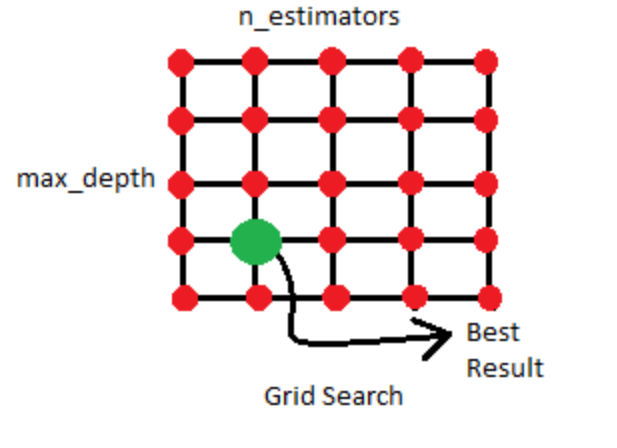 n_estimators
max_depth
Best
Result
Grid Search